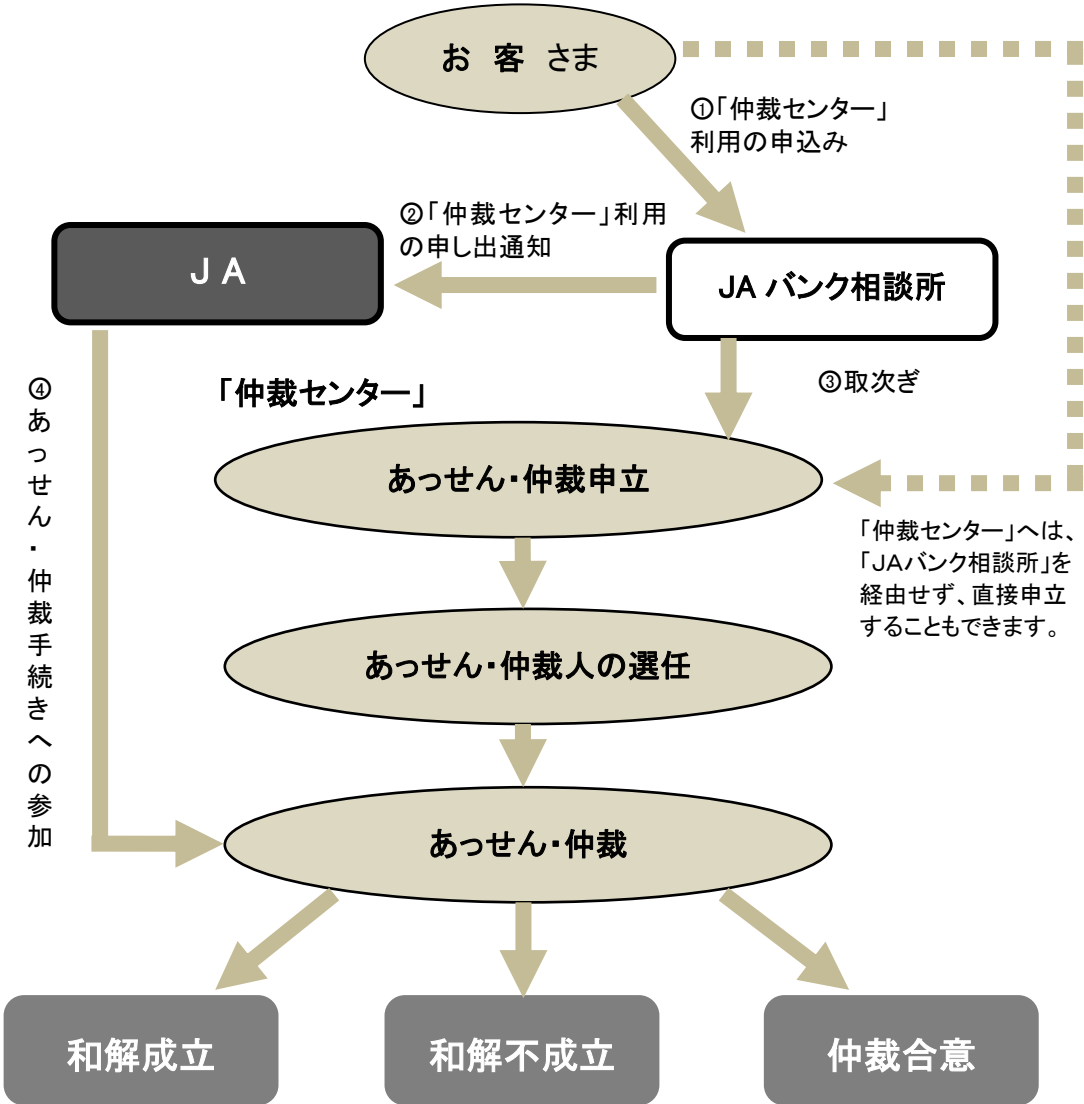 お 客 さま
①「仲裁センター」
利用の申込み
②「仲裁センター」利用
の申し出通知
J A
JA バンク相談所
③取次ぎ
④あっせん・仲裁手続きへの参加
「仲裁センター」
あっせん・仲裁申立
「仲裁センター」へは、
「JAバンク相談所」を
経由せず、直接申立
することもできます。
あっせん・仲裁人の選任
あっせん・仲裁
和解成立
和解不成立
仲裁合意